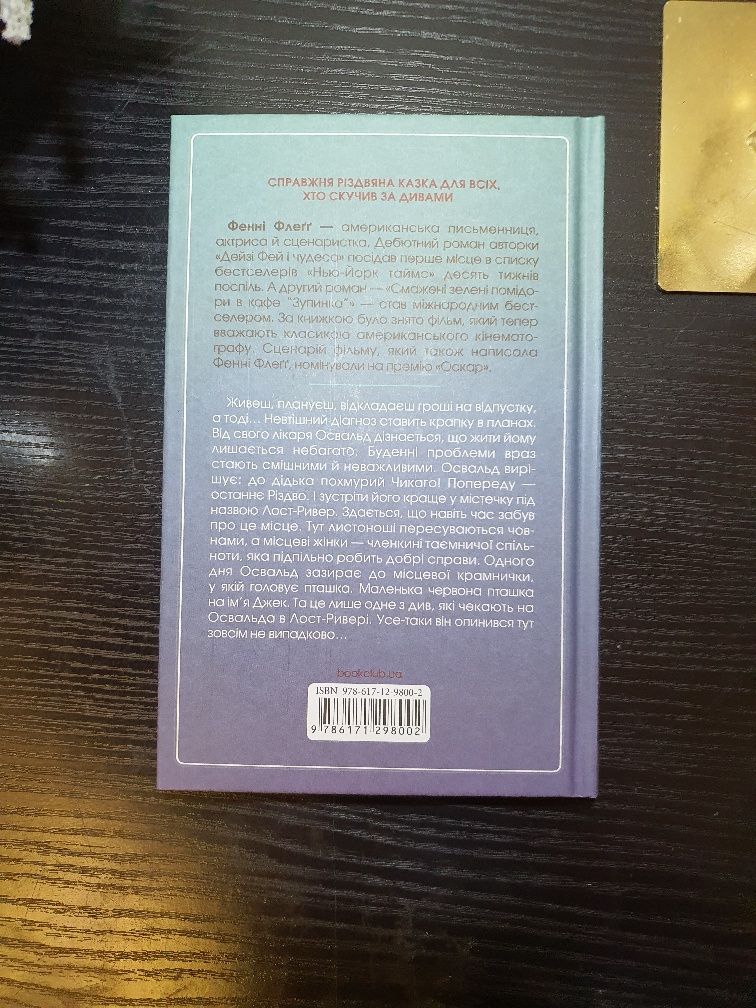 СПРАВЖНЯ РІЗДВЯНА КАЗКА ДЛЯ ВСІХ,
ХТО СКУЧИВ ЗА ДИВАМИ
Фенні Флеґґ — американська письменниця,
актриса й сценаристка. Дебютний роман авторки
«Дейзі Фей і чудеса» посідав перше місце в списку
бестселерів «Нью-Йорк таймс» десять тижнів
поспіль. А другий роман — «Смажені зелені помідо-
ри в кафе "Зупинка"» — став міжнародним бест-
селером. За книжкою було знято фільм, який тепер
вважають класикою американського кінемато-
графу. Сценарій фільму, який також написала
Фенні Флеґґ, номінували на премію «Оскар».
Живеш, плануєш, відкладаєш гроші на відпустку,
а тоді... Невтішний діагноз ставить крапку в планах.
Від свого лікаря Освальд дізнається, що жити йому
лишається небагато. Буденні проблеми враз
стають смішними й неважливими. Освальд вирі-
шує: до дідька похмурий Чикаго! Попереду —
останнє Різдво. І зустріти його краще у містечку під
назвою Лост-Ривер. Здається, що навіть час забув
про це місце. Тут листоноші пересуваються чов-
нами, а місцеві жінки — членкині таємничої спіль-
ноти, яка підпільно робить добрі справи. Одного
дня Освальд зазирає до місцевої крамнички,
у якій головує пташка. Маленька червона пташка
на ім'я Джек. Та це лише одне з див, які чекають на
Освальда в Лост-Ривері. Усе-таки він опинився тут
зовсім не випадково...
bookclub.ua
ISBN 978-617-12-9800-2
9 786171 298002